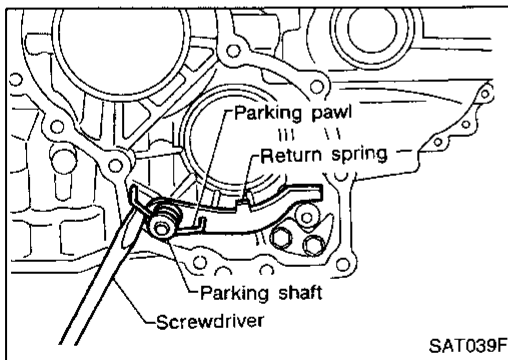 Parking pawl
Return spring
Parking shaft
Screwdriver
SAT039F